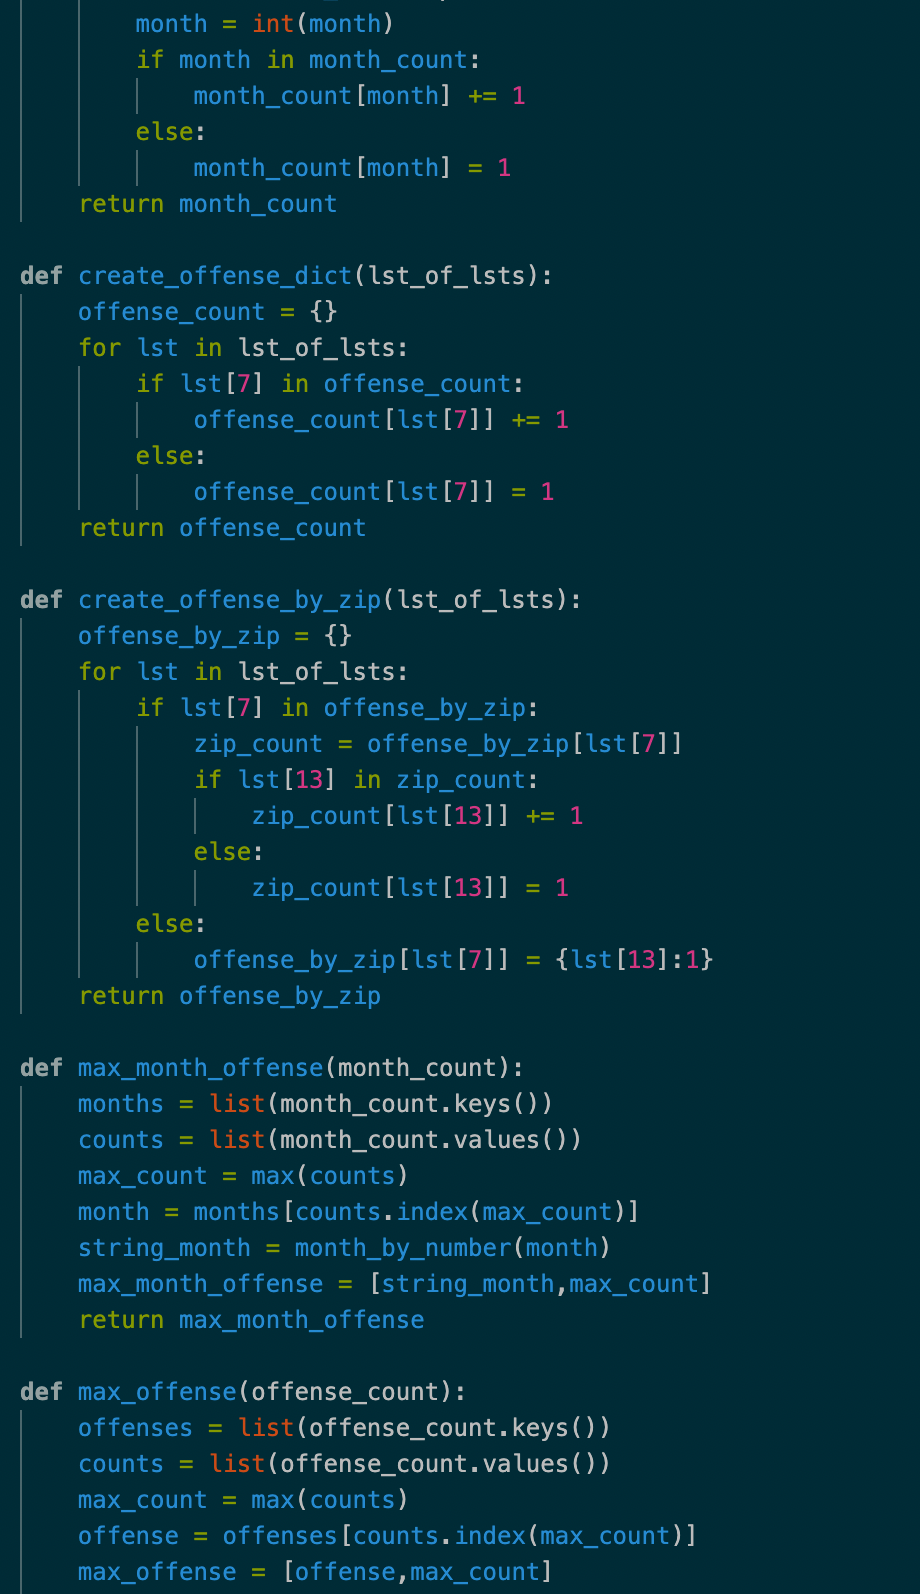 month = int(month)
if month in month_count:
month_count[month] += 1
else:
month_count[month] = 1
return month_count
def create_offense_dict(lst_of_lsts):
offense_count = {}
for lst in lst_of_lsts:
if lst[7] in offense_count:
offense_count[lst[7]] += 1
else:
offense_count[lst[7]] = 1
return offense_count
def create_offense_by_zip(lst_of_lsts):
offense_by_zip = {}
for lst in lst_of_lsts:
if lst[7] in offense_by_zip:
zip_count = offense_by_zip[lst[7]]
if lst[13] in zip_count:
zip_count[lst[13]] += 1
else:
zip_count[lst[13]] = 1
else:
offense_by_zip[lst[7]] = {lst[13]:1}
return offense_by_zip
def max_month_offense(month_count):
months = list(month_count.keys())
counts = list(month_count.values())
max_count = max(counts)
month = months[counts.index(max_count)]
string_month = month_by_number(month)
max_month_offense = [string_month,max_count]
return max_month_offense
def max_offense(offense_count):
offenses = list(offense_count.keys())
counts = list(offense_count.values())
max_count = max(counts)
offense = offenses[counts.index(max_count)]
max_offense = [offense,max_count]